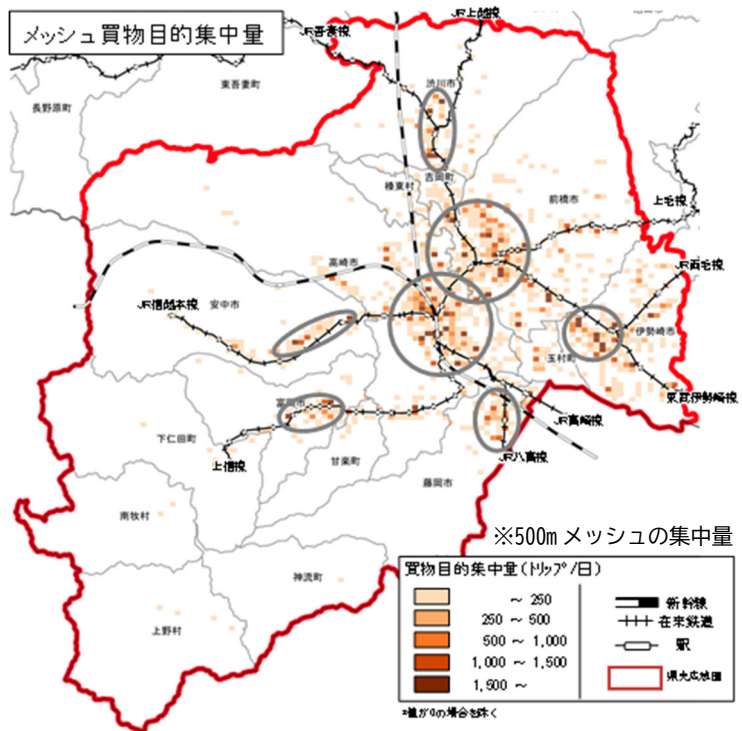 メッシュ買物目的集中量
JR上越線
JR吾妻線
東吾妻町
渋川市
長野原町
榛東村
吉岡町
前橋市
上毛線
高崎市
JR両毛線
安中市
JR信越本線
伊勢崎市
玉村町
富岡市
東武伊勢崎線
下仁田町
JR高崎線
上信線
甘楽町
JR八高線
藤岡市
南牧村
※500mメッシュの集中量
神流町
上野村
買物目的集中量(トリップ/日)
~ 250
250 ~ 500
500 ~ 1,000
1,000 ~ 1,500
1,500 ~
新幹線
在来鉄道
駅
県央広域圏
*値が0の場合を除く